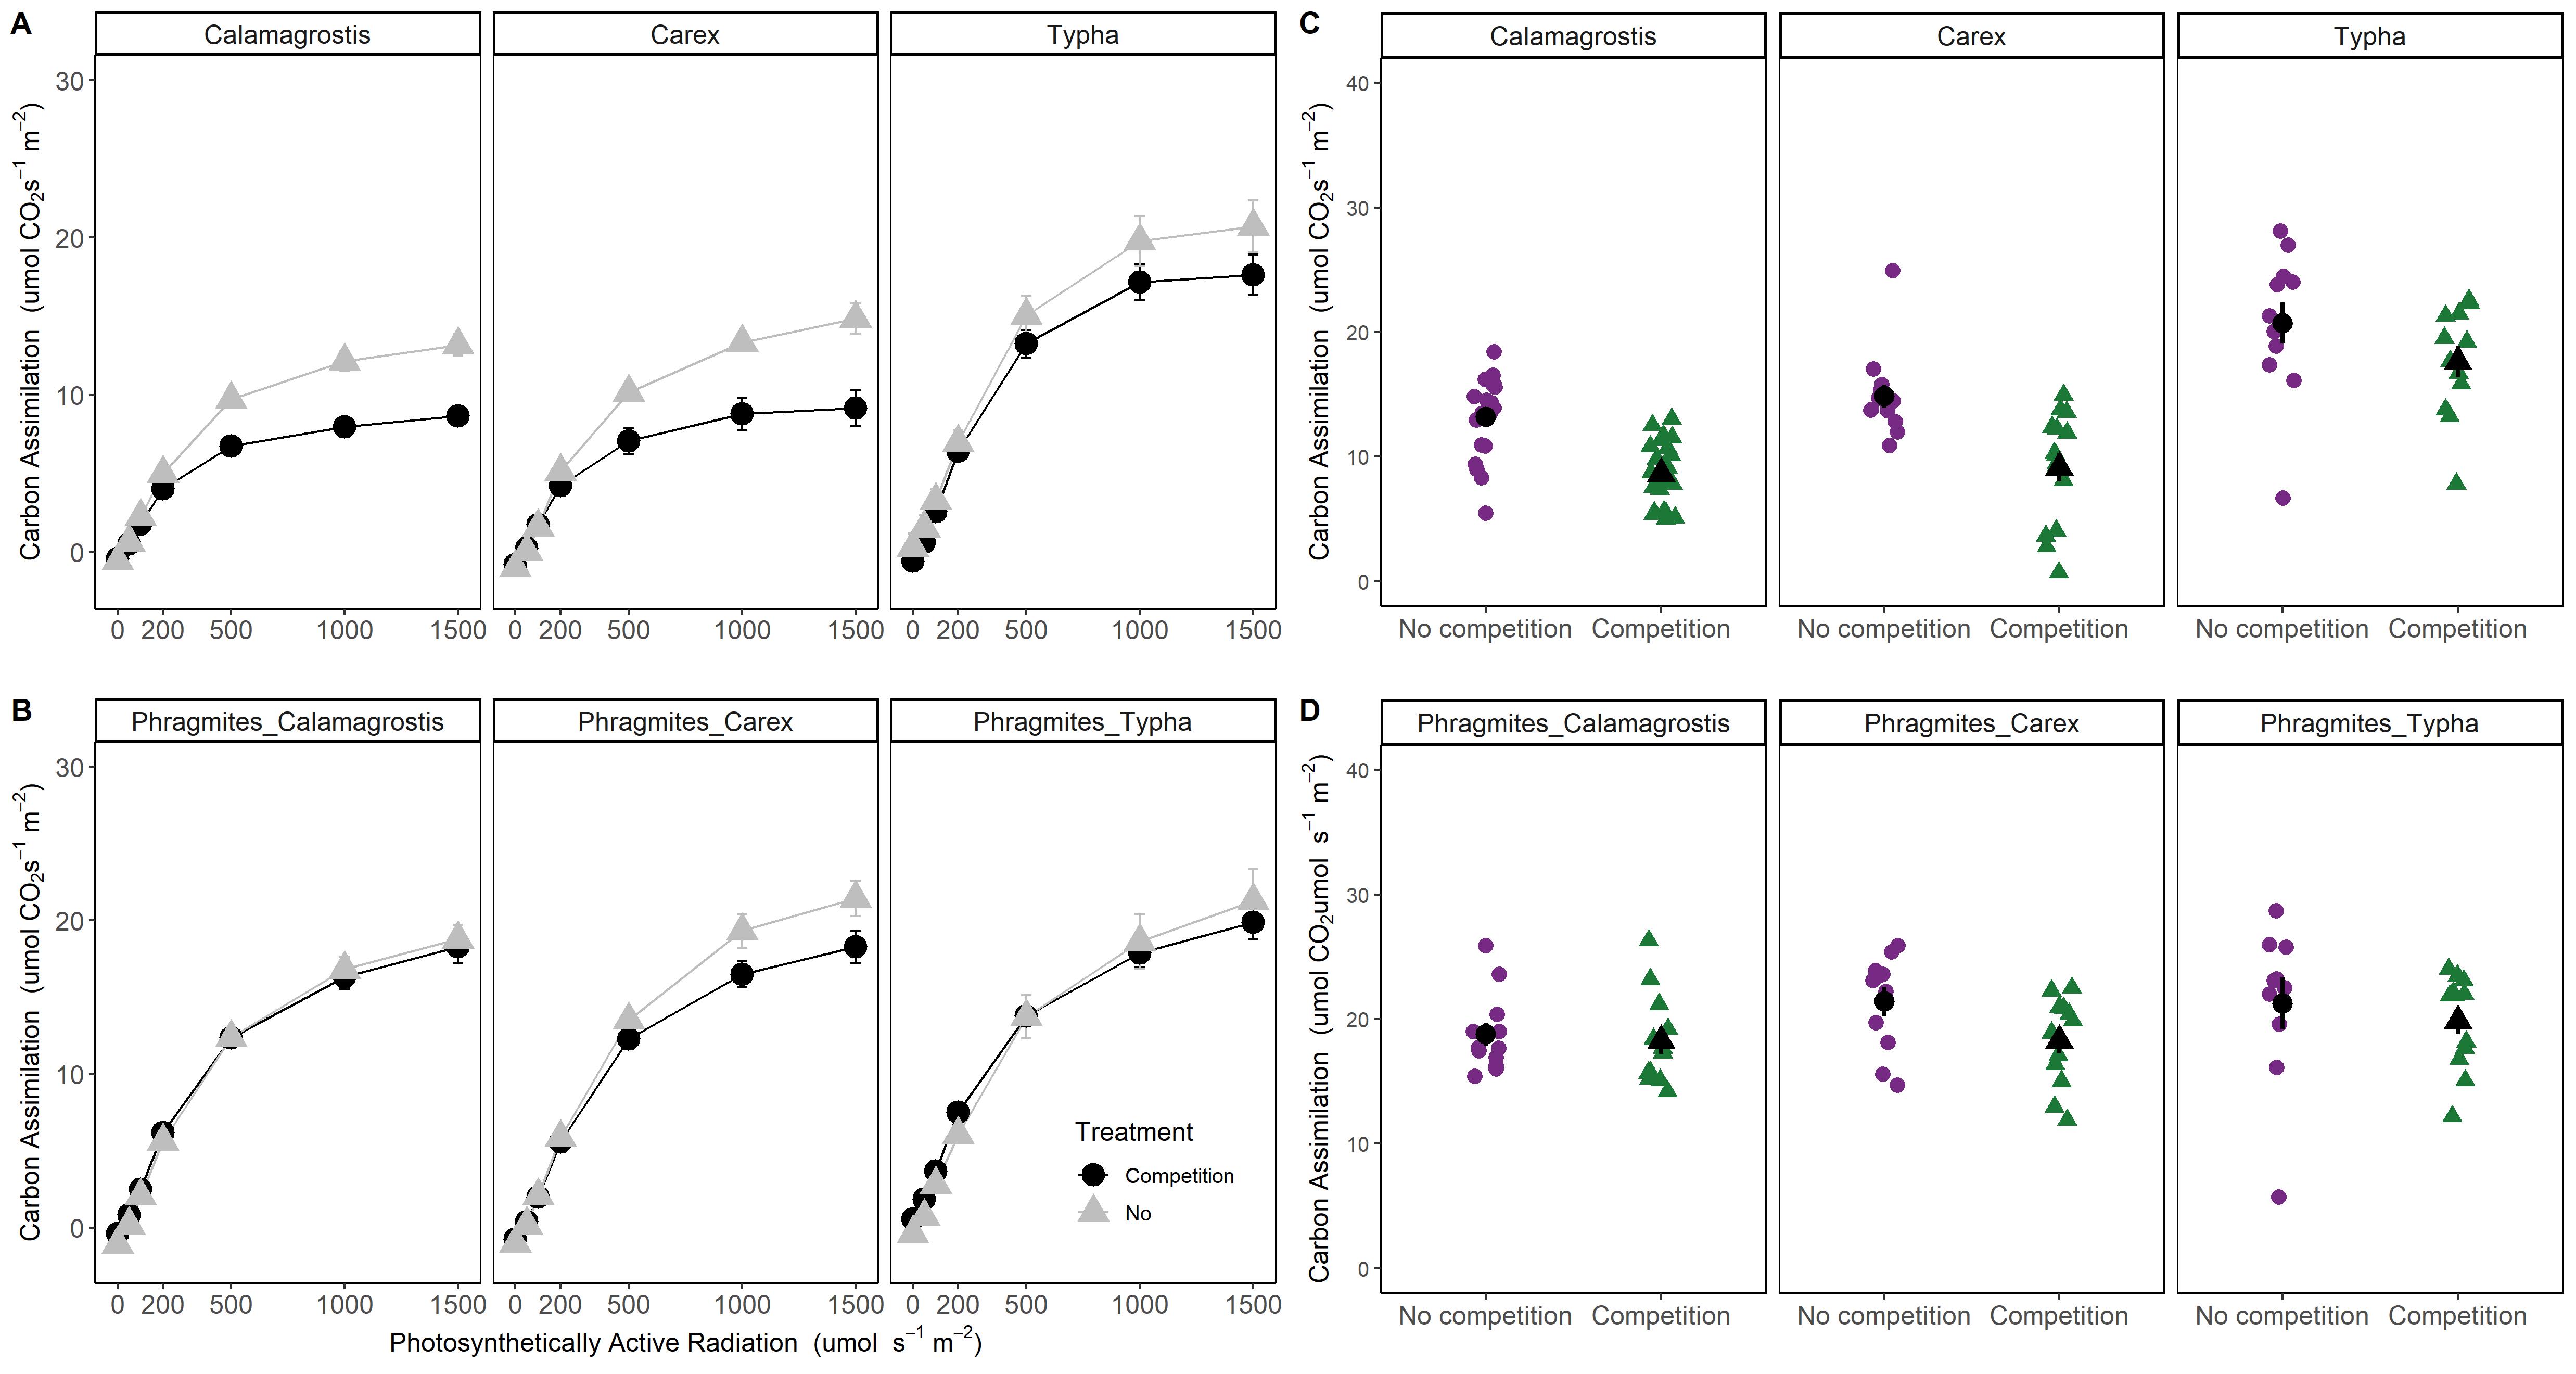 A
Calamagrostis
Carex
Typha
Carbon Assimilation (umol CO₂s⁻¹ m⁻²)
30
20
10
0
0 200 500 1000 1500
0 200 500 1000 1500
0 200 500 1000 1500
B
Phragmites_Calamagrostis
Phragmites_Carex
Phragmites_Typha
Carbon Assimilation (umol CO₂s⁻¹ m⁻²)
30
20
10
0
Treatment
Competition
No
0 200 500 1000 1500
0 200 500 1000 1500
0 200 500 1000 1500
Photosynthetically Active Radiation (umol s⁻¹ m⁻²)
C
Calamagrostis
Carex
Typha
Carbon Assimilation (umol CO₂s⁻¹ m⁻²)
40
30
20
10
0
No competition Competition
No competition Competition
No competition Competition
D
Phragmites_Calamagrostis
Phragmites_Carex
Phragmites_Typha
Carbon Assimilation (umol CO₂umol s⁻¹ m⁻²)
40
30
20
10
0
No competition Competition
No competition Competition
No competition Competition